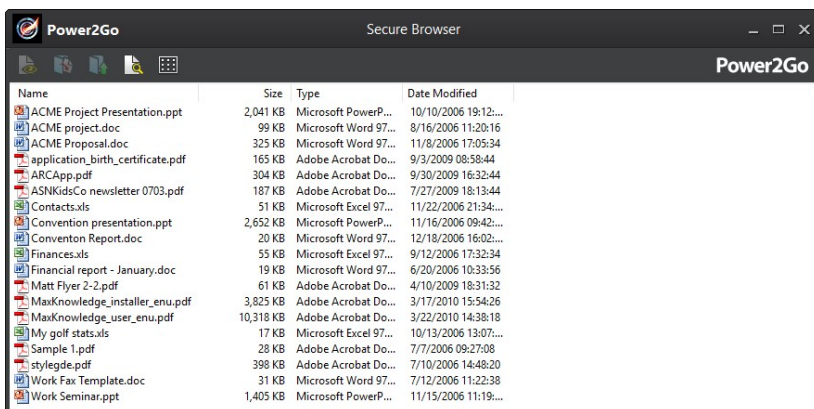 Power2Go Secure Browser
Power2Go
Name Size Type Date Modified
ACME Project Presentation.ppt 2,041 KB Microsoft PowerP... 10/10/2006 19:12:...
ACME project.doc 99 KB Microsoft Word 97... 8/16/2006 11:20:16
ACME Proposal.doc 325 KB Microsoft Word 97... 11/8/2006 17:05:34
application_birth_certificate.pdf 165 KB Adobe Acrobat Do... 9/3/2009 08:58:44
ARCApp.pdf 304 KB Adobe Acrobat Do... 9/30/2009 16:32:44
ASNKidsCo newsletter 0703.pdf 187 KB Adobe Acrobat Do... 7/27/2009 18:13:44
Contacts.xls 51 KB Microsoft Excel 97... 11/22/2006 21:34:...
Convention presentation.ppt 2,652 KB Microsoft PowerP... 11/16/2006 09:42:...
Conventon Report.doc 20 KB Microsoft Word 97... 12/18/2006 16:02:...
Finances.xls 55 KB Microsoft Excel 97... 9/12/2006 17:32:34
Financial report - January.doc 19 KB Microsoft Word 97... 6/20/2006 10:33:56
Matt Flyer 2-2.pdf 61 KB Adobe Acrobat Do... 4/10/2009 18:31:32
MaxKnowledge_installer_enu.pdf 3,825 KB Adobe Acrobat Do... 3/17/2010 15:54:26
MaxKnowledge_user_enu.pdf 10,318 KB Adobe Acrobat Do... 3/22/2010 14:38:18
My golf stats.xls 17 KB Microsoft Excel 97... 10/13/2006 13:07:...
Sample 1.pdf 28 KB Adobe Acrobat Do... 7/7/2006 09:27:08
stylegde.pdf 398 KB Adobe Acrobat Do... 7/10/2006 14:48:20
Work Fax Template.doc 31 KB Microsoft Word 97... 7/12/2006 11:22:38
Work Seminar.ppt 1,405 KB Microsoft PowerP... 11/15/2006 11:19:...